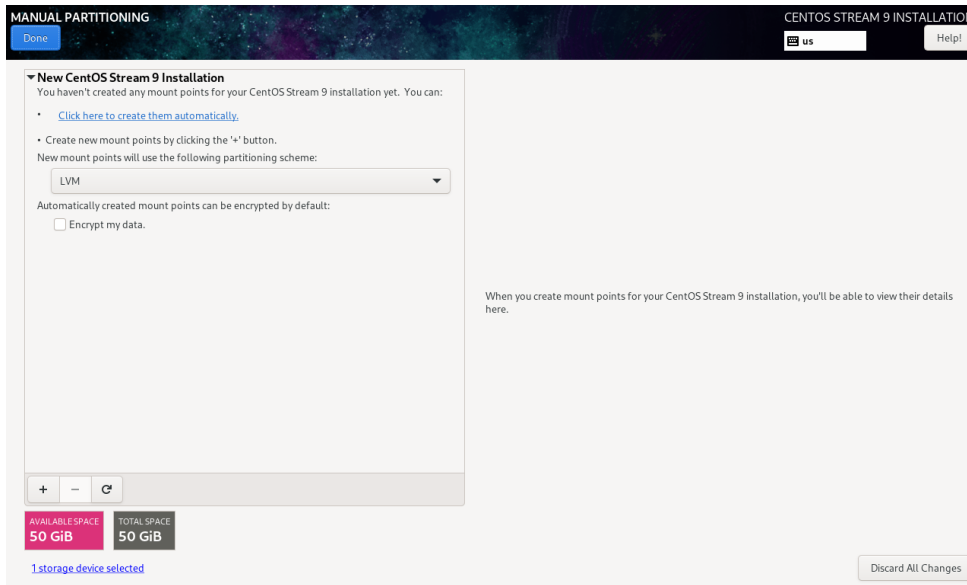 MANUAL PARTITIONING
CENTOS STREAM 9 INSTALLATION
Done
us
Help!
New CentOS Stream 9 Installation
You haven't created any mount points for your CentOS Stream 9 installation yet. You can:
• Click here to create them automatically.
• Create new mount points by clicking the '+' button.
New mount points will use the following partitioning scheme:
LVM
Automatically created mount points can be encrypted by default:
Encrypt my data.
When you create mount points for your CentOS Stream 9 installation, you'll be able to view their details
here.
+ −
AVAILABLE SPACE
50 GiB
TOTAL SPACE
50 GiB
1 storage device selected
Discard All Changes